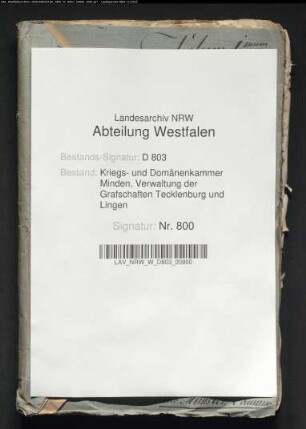 Landesarchiv NRW
Abteilung Westfalen
Bestands-Signatur: D 803
Bestand: Kriegs- und Domänenkammer
Minden, Verwaltung der
Grafschaften Tecklenburg und
Lingen
Signatur: Nr. 800
LAV_NRW_W_D803_00800